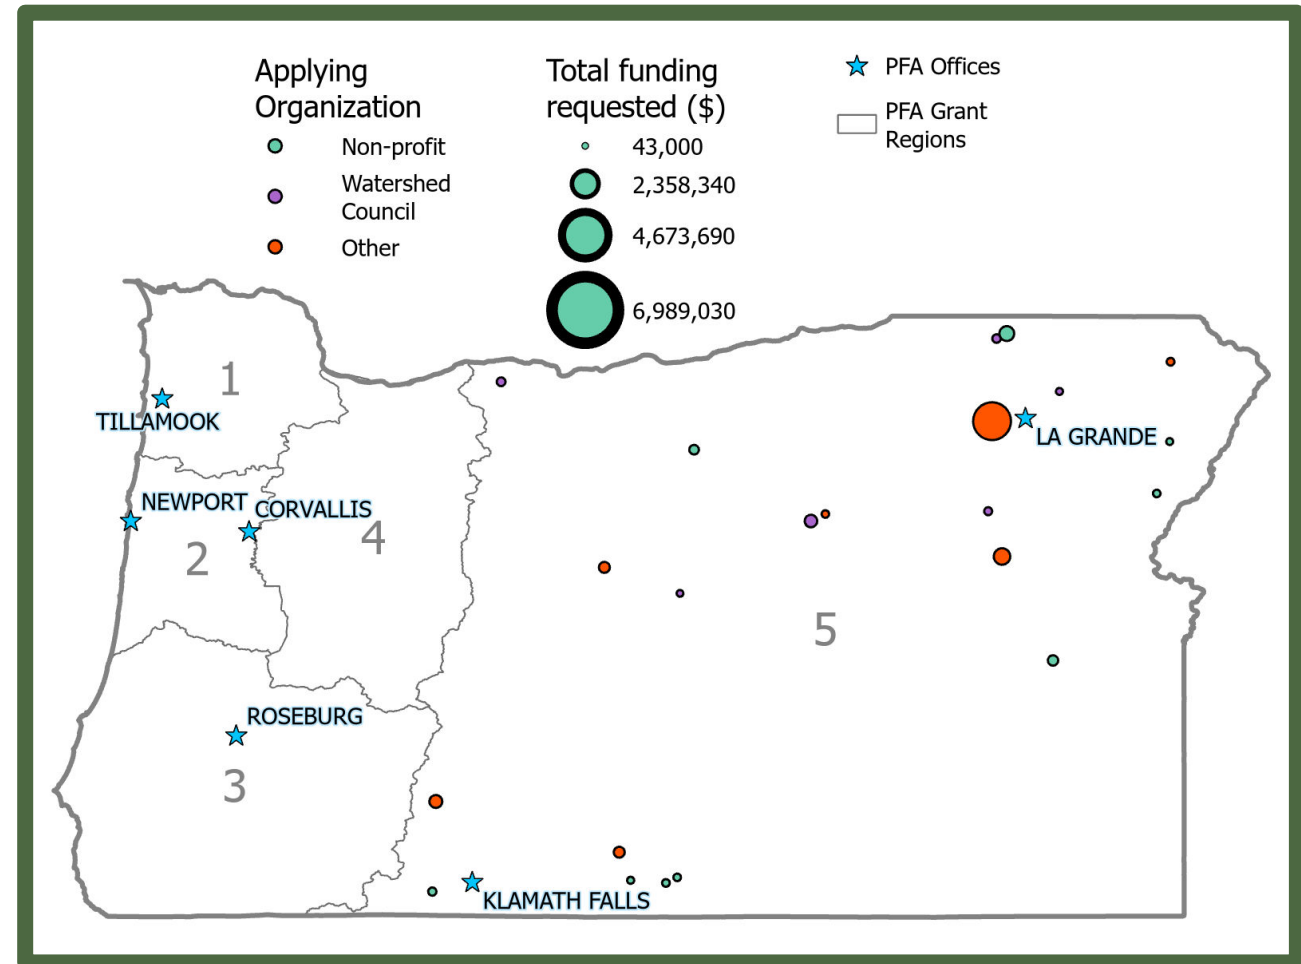 Applying
Organization
Non-profit
Watershed
Council
Other
Total funding
requested ($)
43,000
2,358,340
4,673,690
6,989,030
PFA Offices
PFA Grant
Regions
1
TILLAMOOK
LA GRANDE
NEWPORT
CORVALLIS
4
2
5
ROSEBURG
3
KLAMATH FALLS